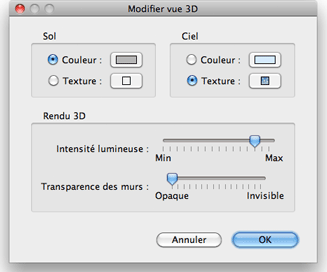 Modifier vue 3D
Sol
Ciel
Couleur :
Couleur :
Texture :
Texture :
Rendu 3D
Intensité lumineuse :
Min
Max
Transparence des murs :
Opaque
Invisible
Annuler
OK